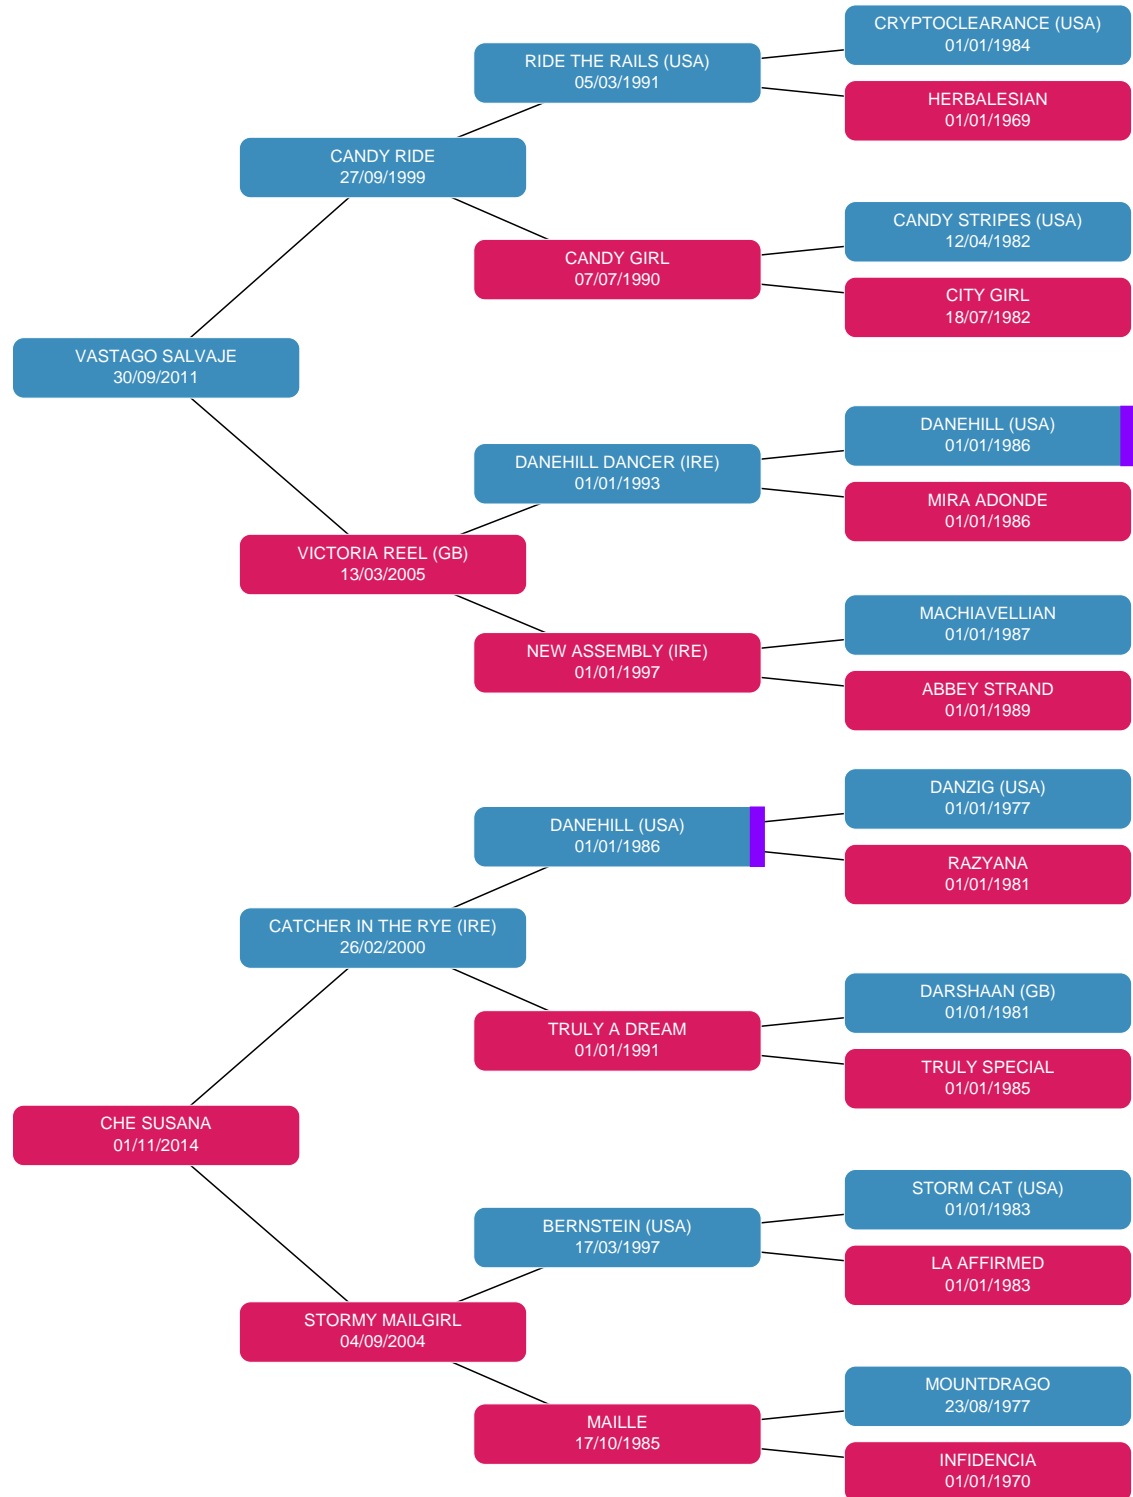 CRYPTOCLEARANCE (USA)
01/01/1984
RIDE THE RAILS (USA)
05/03/1991
HERBALESIAN
01/01/1969
CANDY RIDE
27/09/1999
CANDY STRIPES (USA)
12/04/1982
CANDY GIRL
07/07/1990
CITY GIRL
18/07/1982
VASTAGO SALVAJE
30/09/2011
DANEHILL (USA)
01/01/1986
DANEHILL DANCER (IRE)
01/01/1993
MIRA ADONDE
01/01/1986
VICTORIA REEL (GB)
13/03/2005
MACHIAVELLIAN
01/01/1987
NEW ASSEMBLY (IRE)
01/01/1997
ABBEY STRAND
01/01/1989
DANZIG (USA)
01/01/1977
DANEHILL (USA)
01/01/1986
RAZYANA
01/01/1981
CATCHER IN THE RYE (IRE)
26/02/2000
DARSHAAN (GB)
01/01/1981
TRULY A DREAM
01/01/1991
TRULY SPECIAL
01/01/1985
CHE SUSANA
01/11/2014
STORM CAT (USA)
01/01/1983
BERNSTEIN (USA)
17/03/1997
LA AFFIRMED
01/01/1983
STORMY MAILGIRL
04/09/2004
MOUNTDRAGO
23/08/1977
MAILLE
17/10/1985
INFIDENCIA
01/01/1970